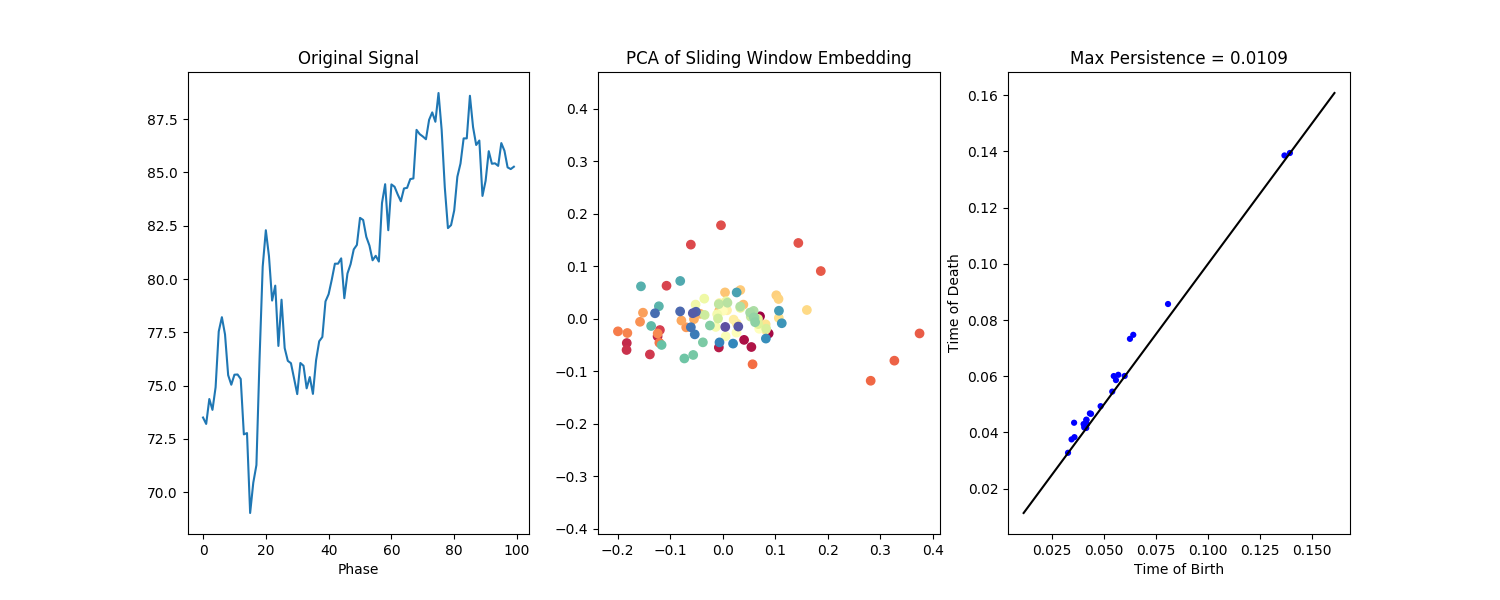 Original Signal
87.5
85.0
82.5
80.0
77.5
75.0
72.5
70.0
0 20 40 60 80 100
Phase
PCA of Sliding Window Embedding
0.4
0.3
0.2
0.1
0.0
−0.1
−0.2
−0.3
−0.4
−0.2 −0.1 0.0 0.1 0.2 0.3 0.4
Max Persistence = 0.0109
Time of Death
0.16
0.14
0.12
0.10
0.08
0.06
0.04
0.02
0.025 0.050 0.075 0.100 0.125 0.150
Time of Birth